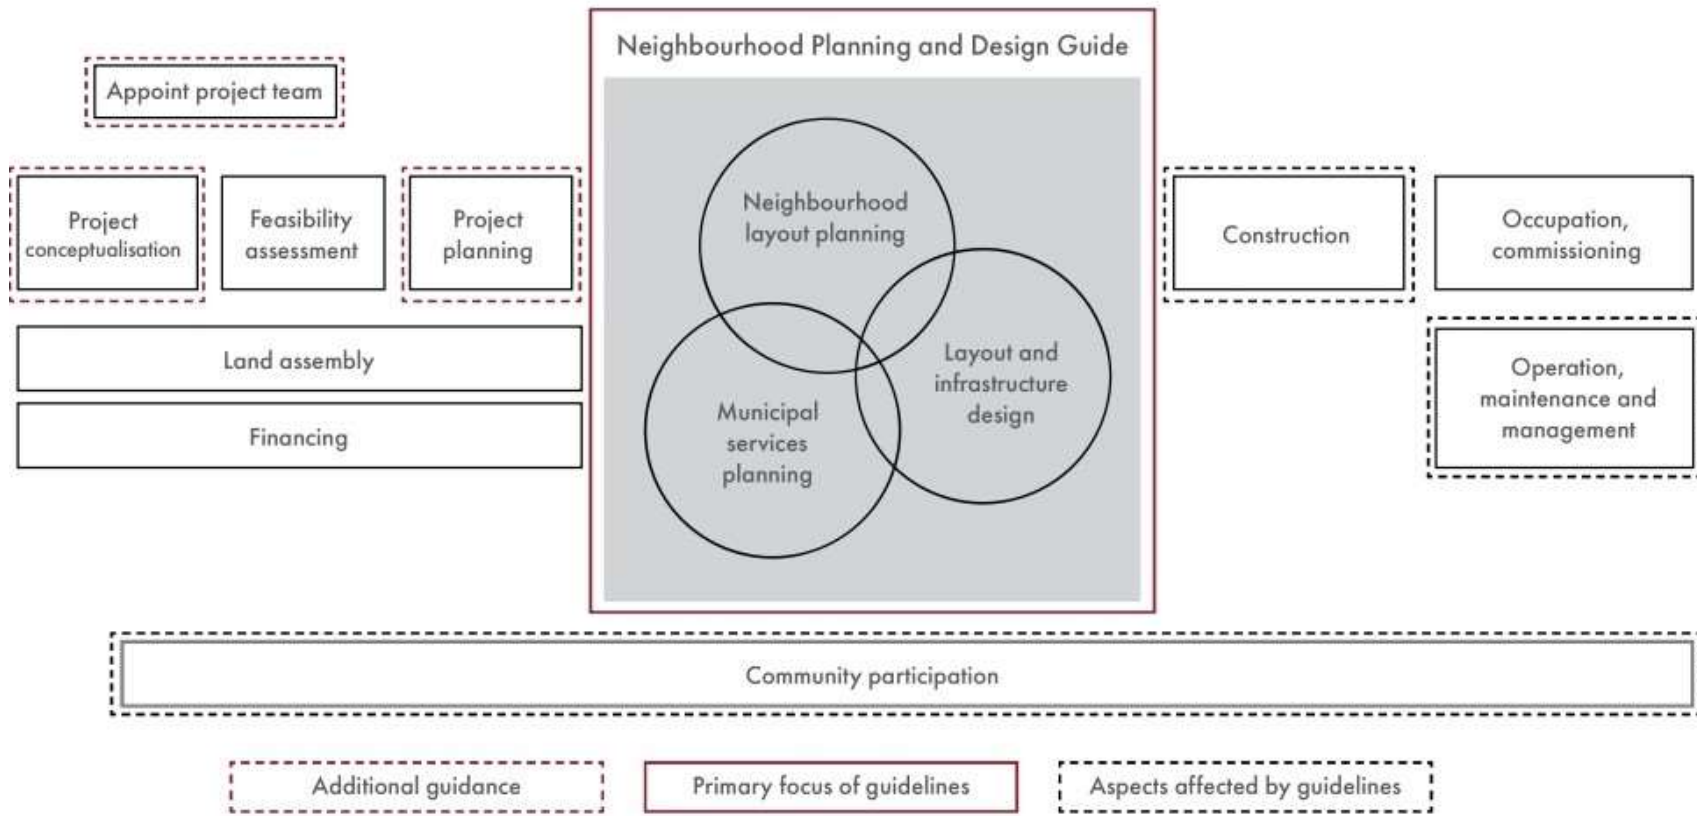 Neighbourhood Planning and Design Guide
Appoint project team
Project
conceptualisation
Feasibility
assessment
Project
planning
Land assembly
Financing
Neighbourhood
layout planning
Layout and
infrastructure
design
Municipal
services
planning
Construction
Occupation,
commissioning
Operation,
maintenance and
management
Community participation
Additional guidance
Primary focus of guidelines
Aspects affected by guidelines